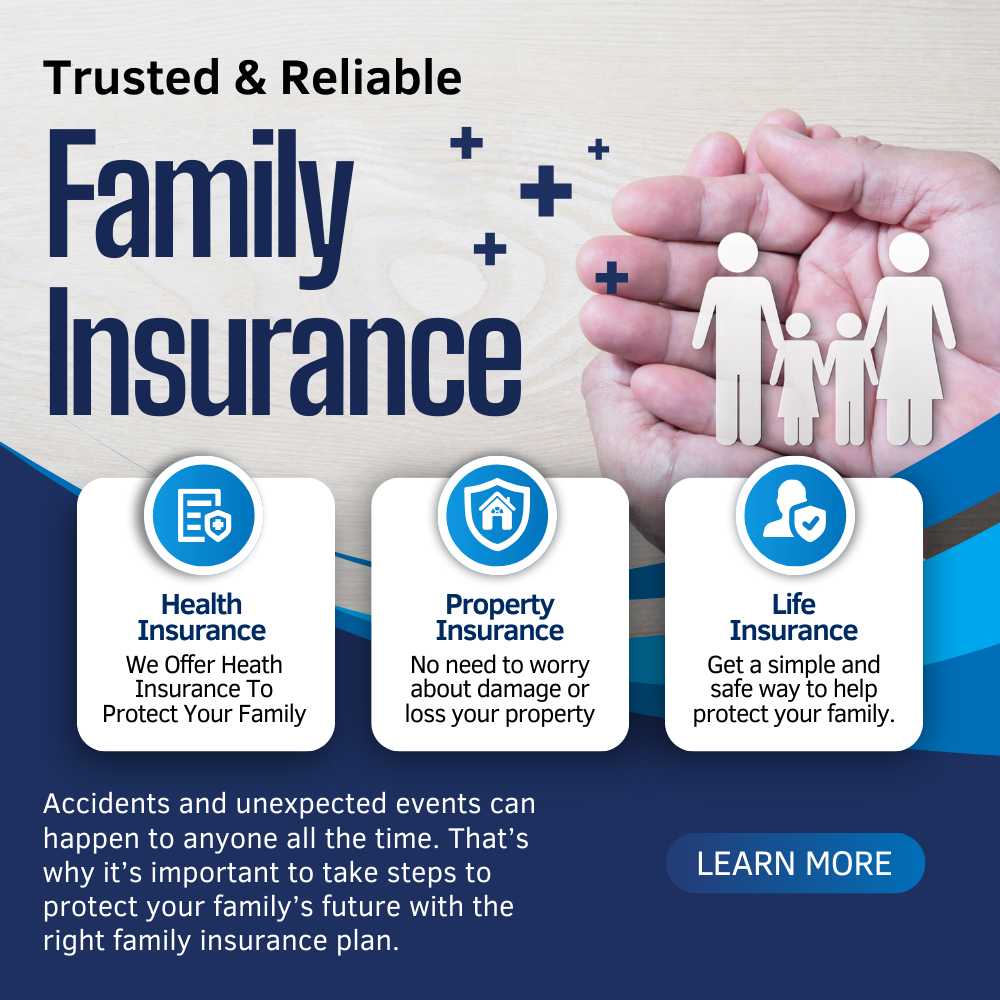 Trusted & Reliable
Family
Insurance
Health
Insurance
We Offer Heath
Insurance To
Protect Your Family
Property
Insurance
No need to worry
about damage or
loss your property
Life
Insurance
Get a simple and
safe way to help
protect your family.
Accidents and unexpected events can
happen to anyone all the time. That’s
why it’s important to take steps to
protect your family’s future with the
right family insurance plan.
LEARN MORE